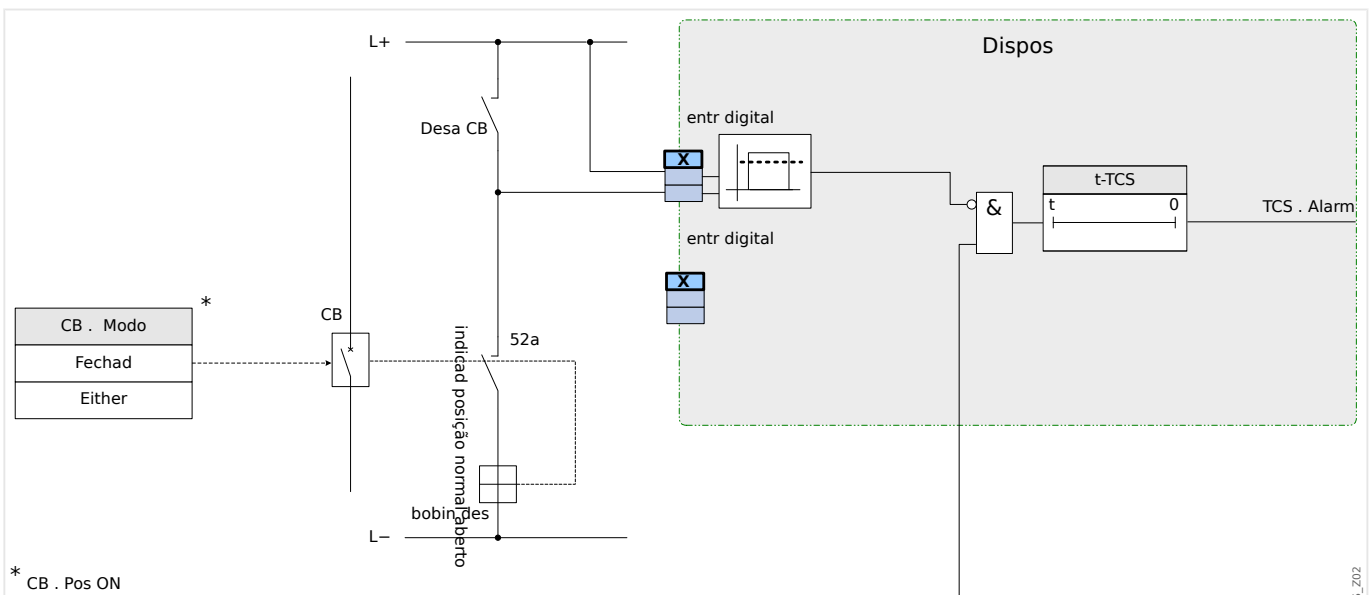 L+
Dispos
Desa CB
entr digital
X
t-TCS
t 0
&
TCS . Alarm
entr digital
X
*
CB . Modo
Fechad
Either
CB
52a
indicad posição normal aberto
bobin des
L−
* CB . Pos ON
_Z02